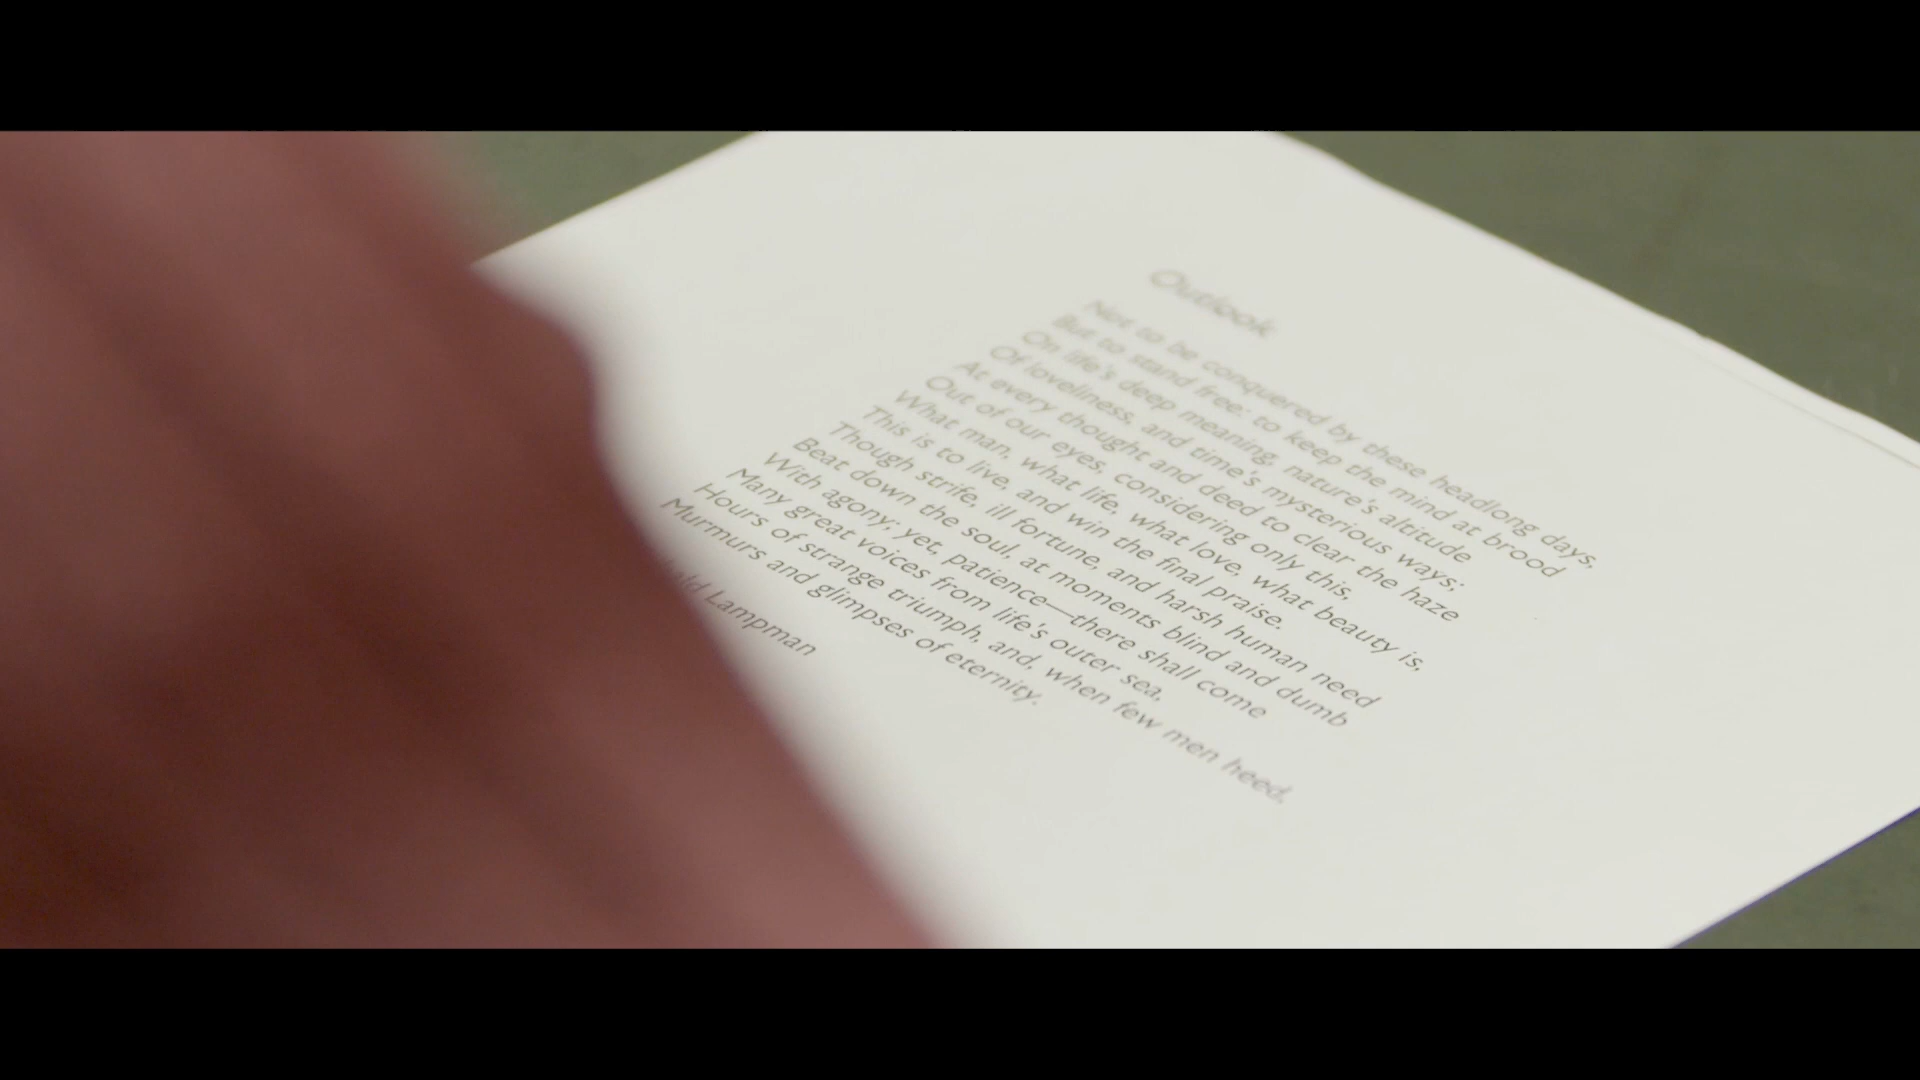 Outlook
Not to be conquered by these headlong days,
But to stand free: to keep the mind at brood
On life's deep meaning, nature's altitude
Of loveliness, and time's mysterious ways;
At every thought and deed to clear the haze
Out of our eyes, considering only this,
What man, what life, what love, what beauty is,
This is to live, and win the final praise.
Though strife, ill fortune, and harsh human need
Beat down the soul, at moments blind and dumb
With agony; yet, patience—there shall come
Many great voices from life's outer sea,
Hours of strange triumph, and, when few men heed,
Murmurs and glimpses of eternity.
Lampman